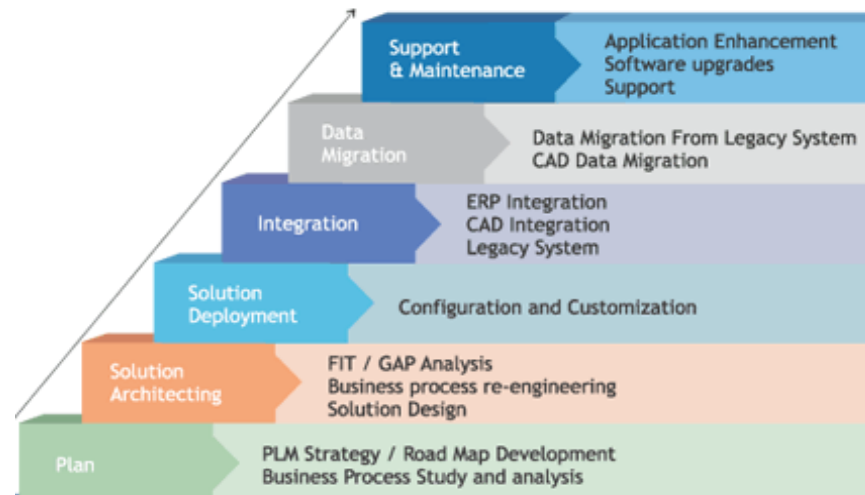 Support
& Maintenance
Application Enhancement
Software upgrades
Support
Data
Migration
Data Migration From Legacy System
CAD Data Migration
Integration
ERP Integration
CAD Integration
Legacy System
Solution
Deployment
Configuration and Customization
Solution
Architecting
FIT / GAP Analysis
Business process re-engineering
Solution Design
Plan
PLM Strategy / Road Map Development
Business Process Study and analysis